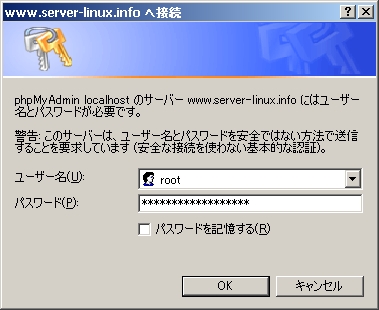 www.server-linux.info へ接続
phpMyAdmin localhost のサーバー www.server-linux.info にはユーザー
名とパスワードが必要です。
警告: このサーバーは、ユーザー名とパスワードを安全ではない方法で送信
することを要求しています (安全な接続を使わない基本的な認証)。
ユーザー名(U):
root
パスワード(P):
******************
パスワードを記憶する(R)
OK
キャンセル